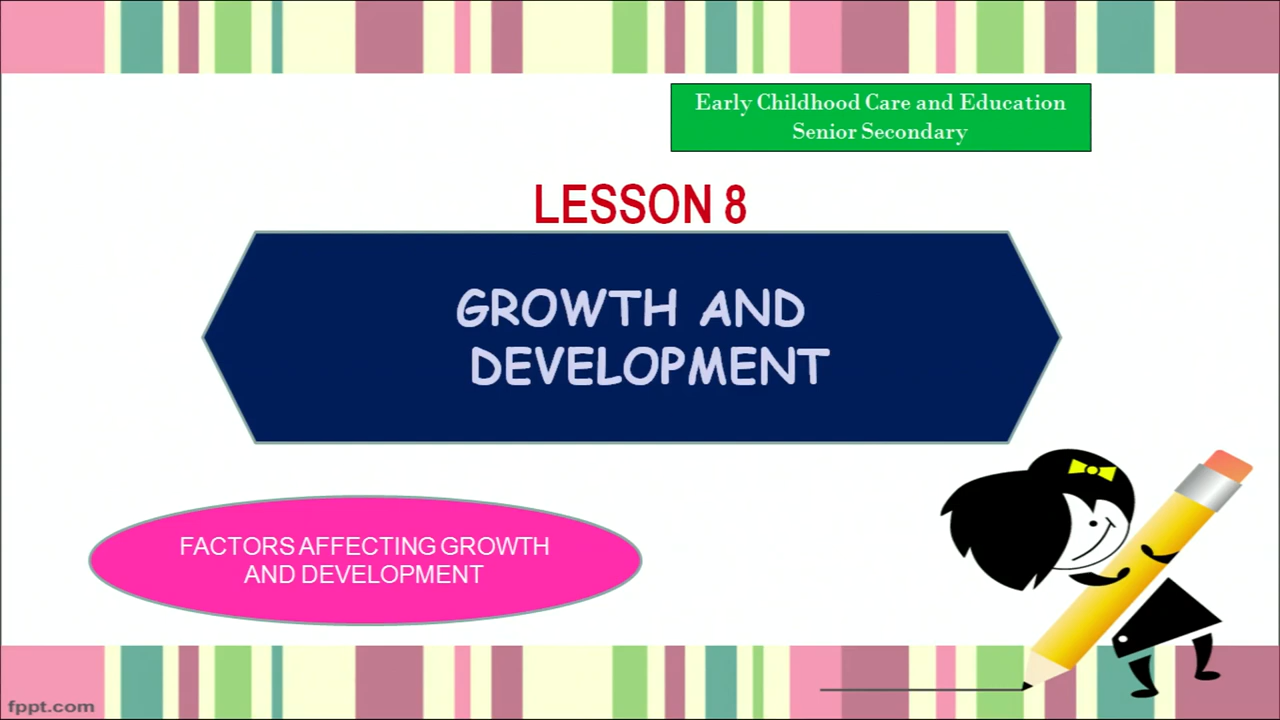 Early Childhood Care and Education
Senior Secondary
LESSON 8
GROWTH AND
DEVELOPMENT
FACTORS AFFECTING GROWTH
AND DEVELOPMENT
fppt.com